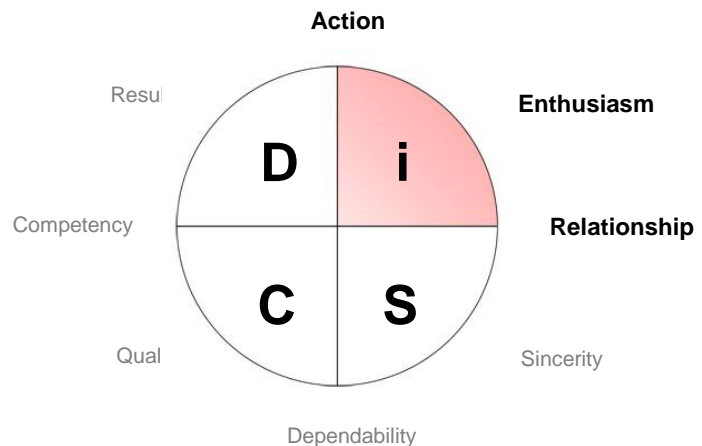 Action
Resul
Enthusiasm
D i
Competency
Relationship
C S
Qual
Sincerity
Dependability